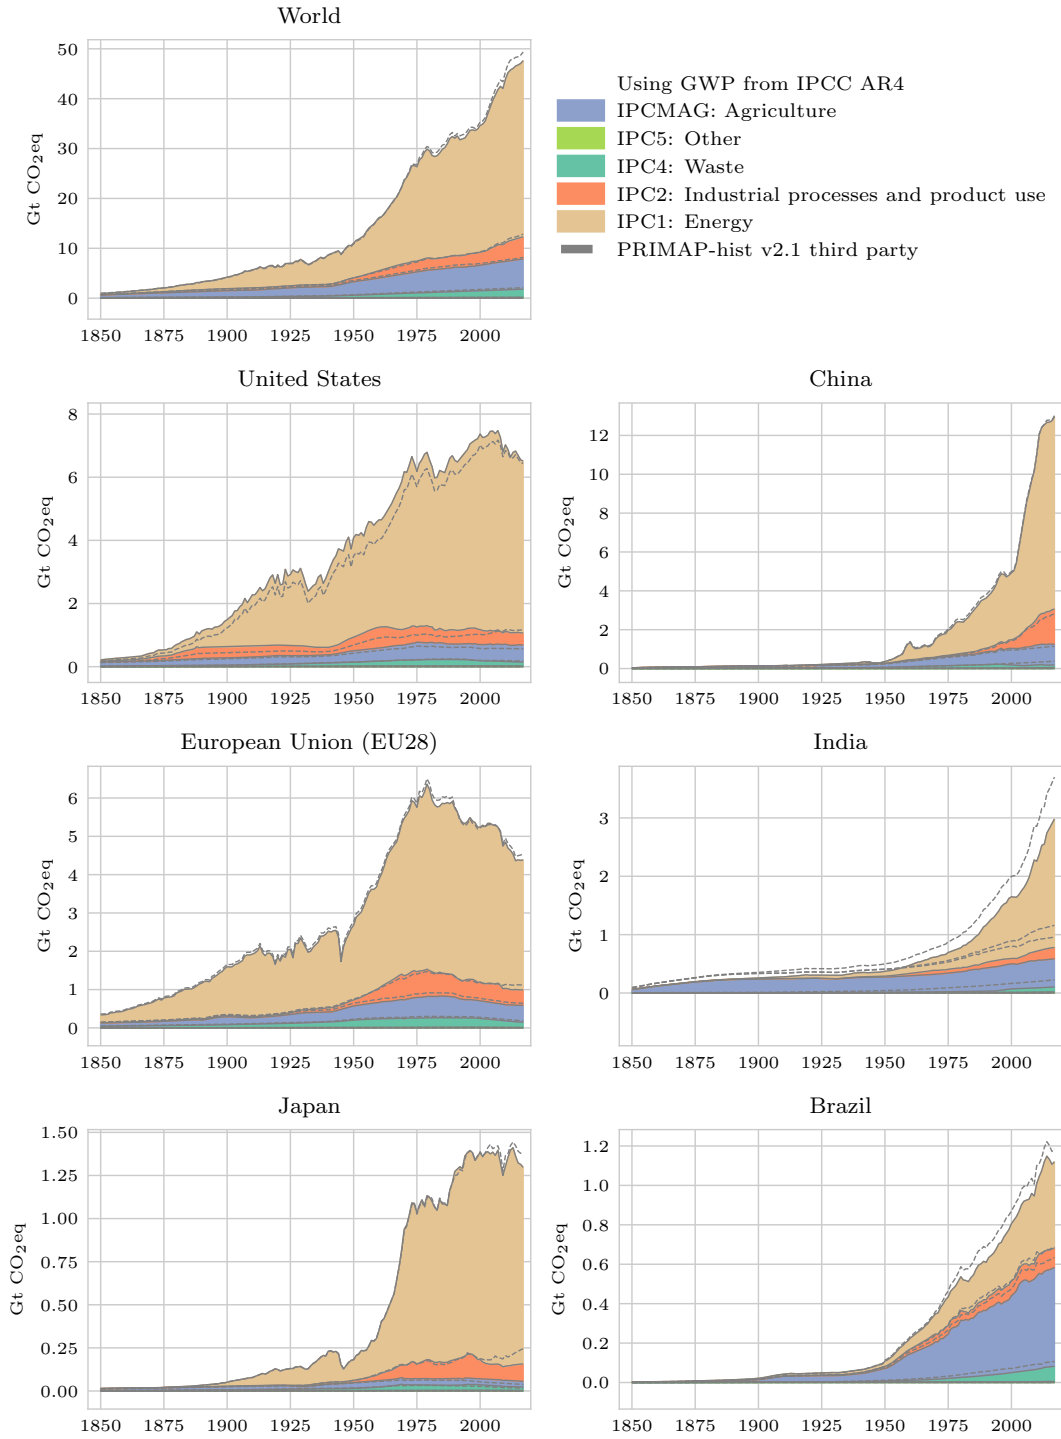 World
50
40
30
20
10
0
Gt CO₂eq
1850 1875 1900 1925 1950 1975 2000
Using GWP from IPCC AR4
IPCMAG: Agriculture
IPC5: Other
IPC4: Waste
IPC2: Industrial processes and product use
IPC1: Energy
PRIMAP-hist v2.1 third party
United States
8
6
4
2
0
Gt CO₂eq
1850 1875 1900 1925 1950 1975 2000
China
12
10
8
6
4
2
0
Gt CO₂eq
1850 1875 1900 1925 1950 1975 2000
European Union (EU28)
6
5
4
3
2
1
0
Gt CO₂eq
1850 1875 1900 1925 1950 1975 2000
India
3
2
1
0
Gt CO₂eq
1850 1875 1900 1925 1950 1975 2000
Japan
1.50
1.25
1.00
0.75
0.50
0.25
0.00
Gt CO₂eq
1850 1875 1900 1925 1950 1975 2000
Brazil
1.2
1.0
0.8
0.6
0.4
0.2
0.0
Gt CO₂eq
1850 1875 1900 1925 1950 1975 2000